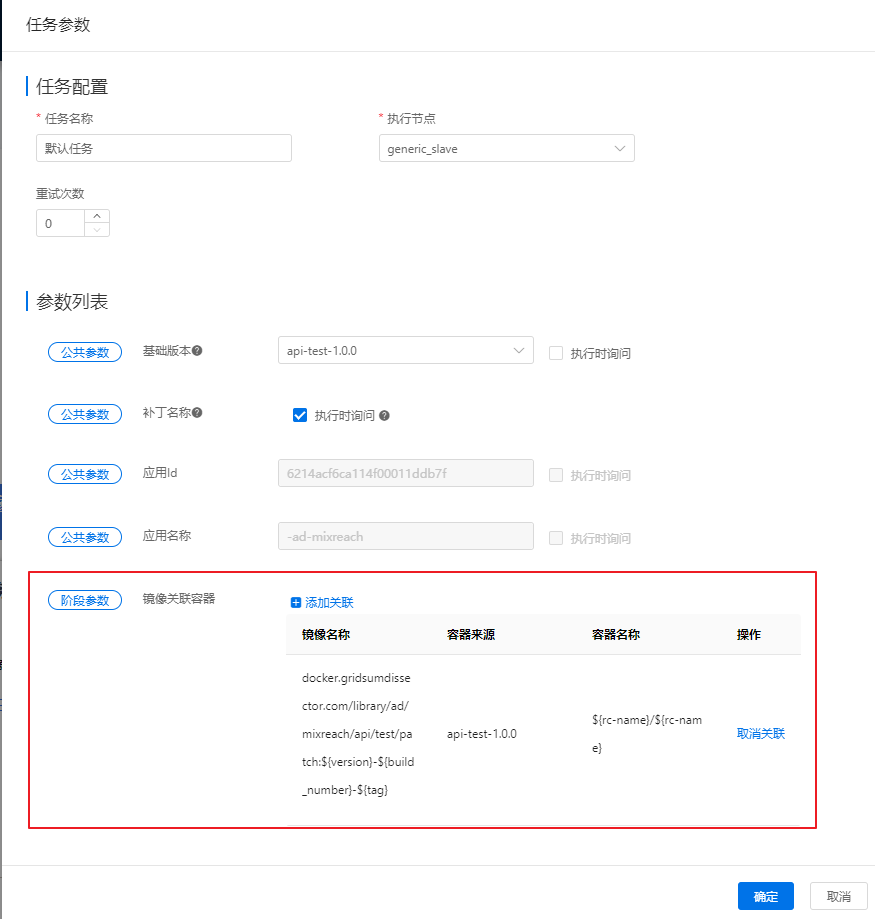 任务参数
任务配置
* 任务名称
* 执行节点
默认任务
generic_slave
重试次数
0
参数列表
公共参数 基础版本 api-test-1.0.0 执行时询问
公共参数 补丁名称 执行时询问
公共参数 应用Id 6214acf6ca114f00011ddb7f 执行时询问
公共参数 应用名称 -ad-mixreach 执行时询问
阶段参数 镜像关联容器 添加关联
镜像名称 容器来源 容器名称 操作
docker.gridsumdisse
ctor.com/library/ad/
mixreach/api/test/pa
tch:${version}-${build
_number}-${tag}
api-test-1.0.0
${rc-name}/${rc-nam
e}
取消关联
确定 取消